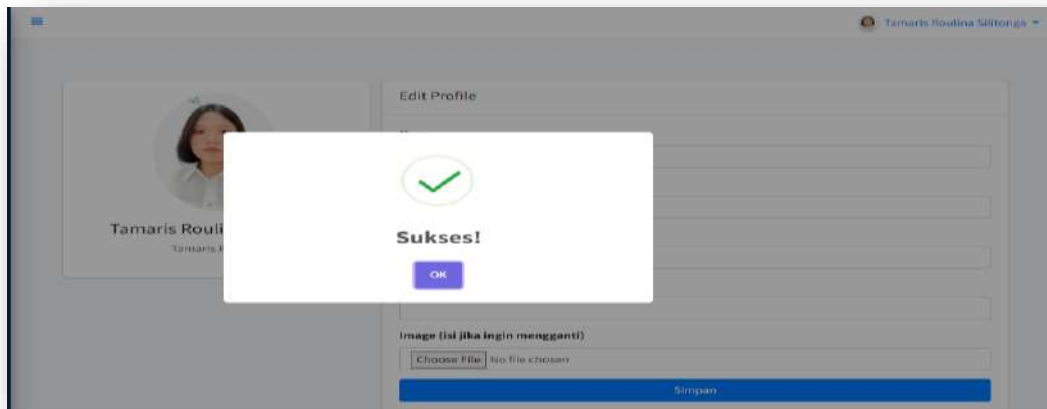 Tamaris Roulina Silitonga
Edit Profile
Tamaris Rouli
Tamaris.
Sukses!
OK
Image (isi jika ingin mengganti)
Choose File No file chosen
Simpan